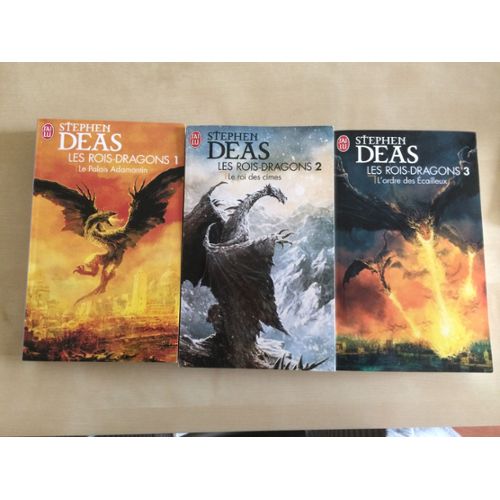 J'AI
LU
STEPHEN
DEAS
LES ROIS-DRAGONS 1
Le Palais Adamantin
J'AI
LU
STEPHEN
DEAS
LES ROIS-DRAGONS 2
Le roi des cimes
J'AI
LU
STEPHEN
DEAS
LES ROIS-DRAGONS 3
L'ordre des Écailleux